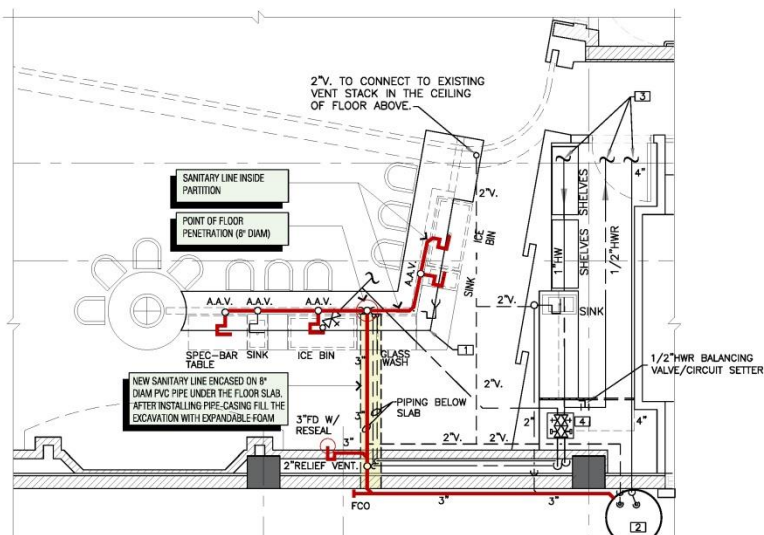 2"V. TO CONNECT TO EXISTING
VENT STACK IN THE CEILING
OF FLOOR ABOVE.
3
SANITARY LINE INSIDE
PARTITION
POINT OF FLOOR
PENETRATION (8" DIAM)
4"
2"V.
SHELVES
ICE BIN
A.A.V.
SHELVES
1"HW
1/2"HWR
SINK
A.A.V.
A.A.V.
A.A.V.
2"V.
SINK
SPEC-BAR
TABLE
SINK
ICE BIN
GLASS
WASH
1
3"
2"V.
1/2"HWR BALANCING
VALVE/CIRCUIT SETTER
NEW SANITARY LINE ENCASED ON 8"
DIAM PVC PIPE UNDER THE FLOOR SLAB.
AFTER INSTALLING PIPE-CASING FILL THE
EXCAVATION WITH EXPANDABLE FOAM
3"
PIPING BELOW
SLAB
3"FD W/
RESEAL
2"
4
4"
3"
2"V.
2"V.
2"RELIEF VENT.
FCO
3"
3"
2